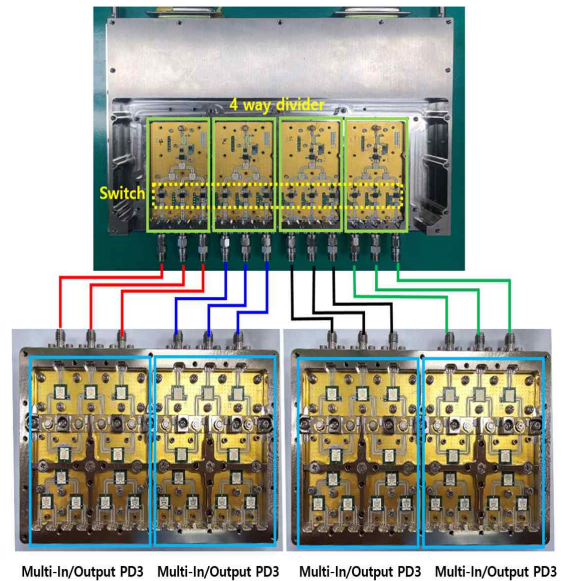 4 way divider
Switch
Multi-In/Output PD3 Multi-In/Output PD3 Multi-In/Output PD3 Multi-In/Output PD3